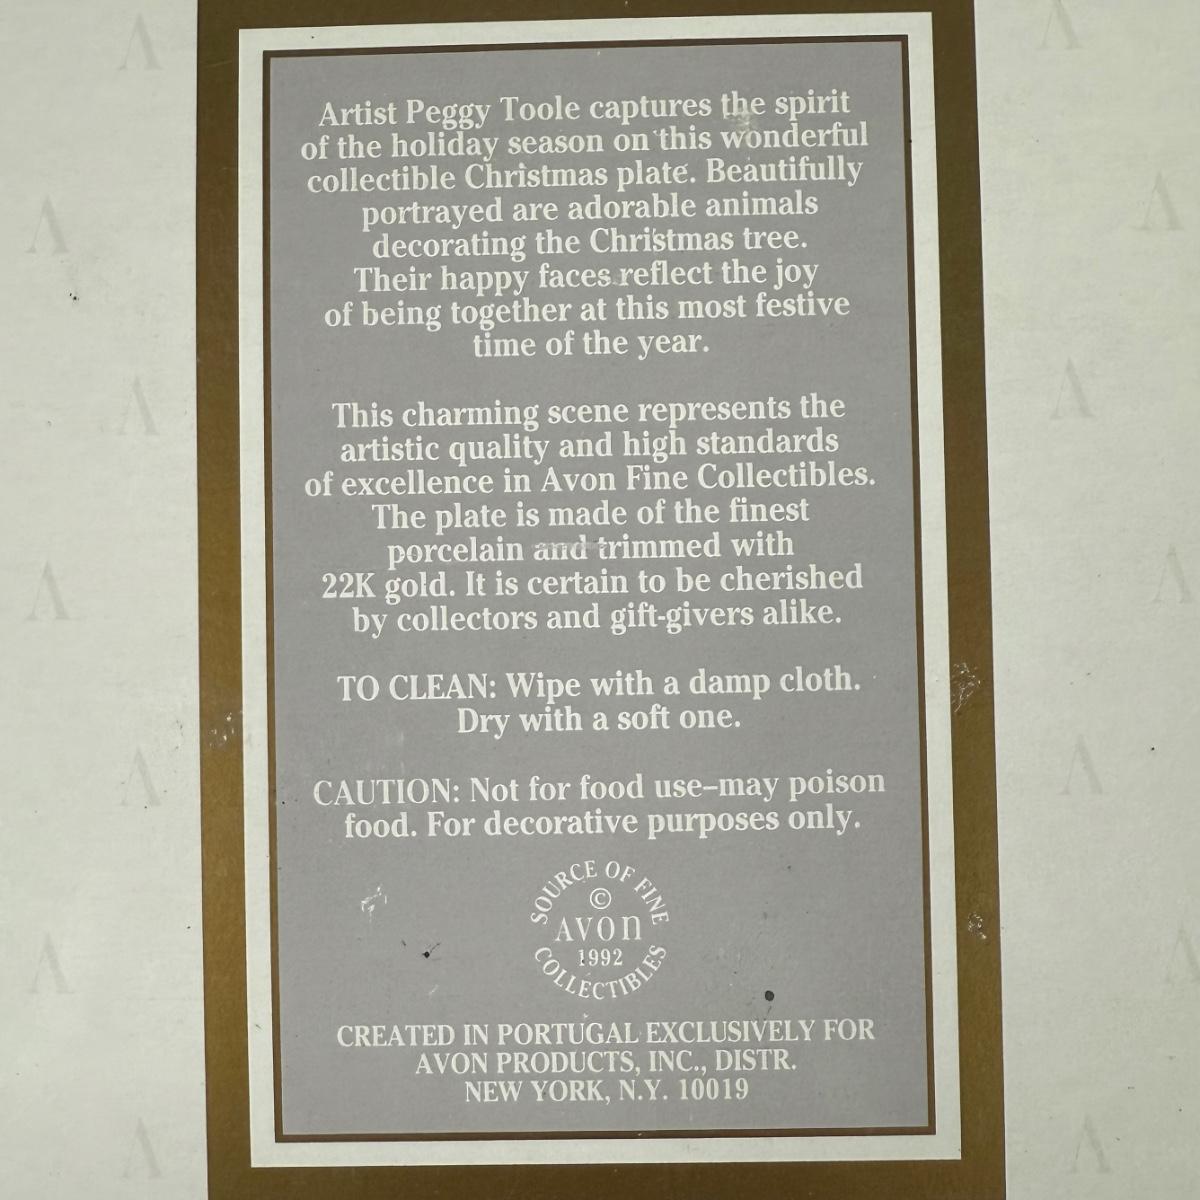 Artist Peggy Toole captures the spirit
of the holiday season on this wonderful
collectible Christmas plate. Beautifully
portrayed are adorable animals
decorating the Christmas tree.
Their happy faces reflect the joy
of being together at this most festive
time of the year.
This charming scene represents the
artistic quality and high standards
of excellence in Avon Fine Collectibles.
The plate is made of the finest
porcelain and trimmed with
22K gold. It is certain to be cherished
by collectors and gift-givers alike.
TO CLEAN: Wipe with a damp cloth.
Dry with a soft one.
CAUTION: Not for food use–may poison
food. For decorative purposes only.
SOURCE OF FINE
©
AVON
1992
COLLECTIBLES
CREATED IN PORTUGAL EXCLUSIVELY FOR
AVON PRODUCTS, INC., DISTR.
NEW YORK, N.Y. 10019